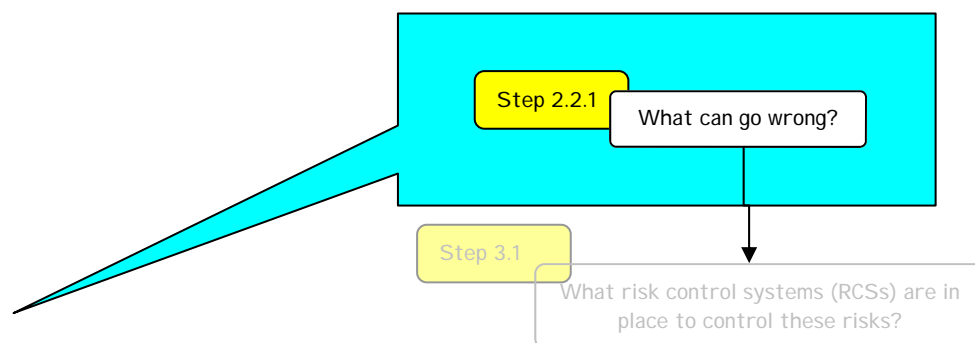 Step 2.2.1
What can go wrong?
Step 3.1
What risk control systems (RCSs) are in
place to control these risks?